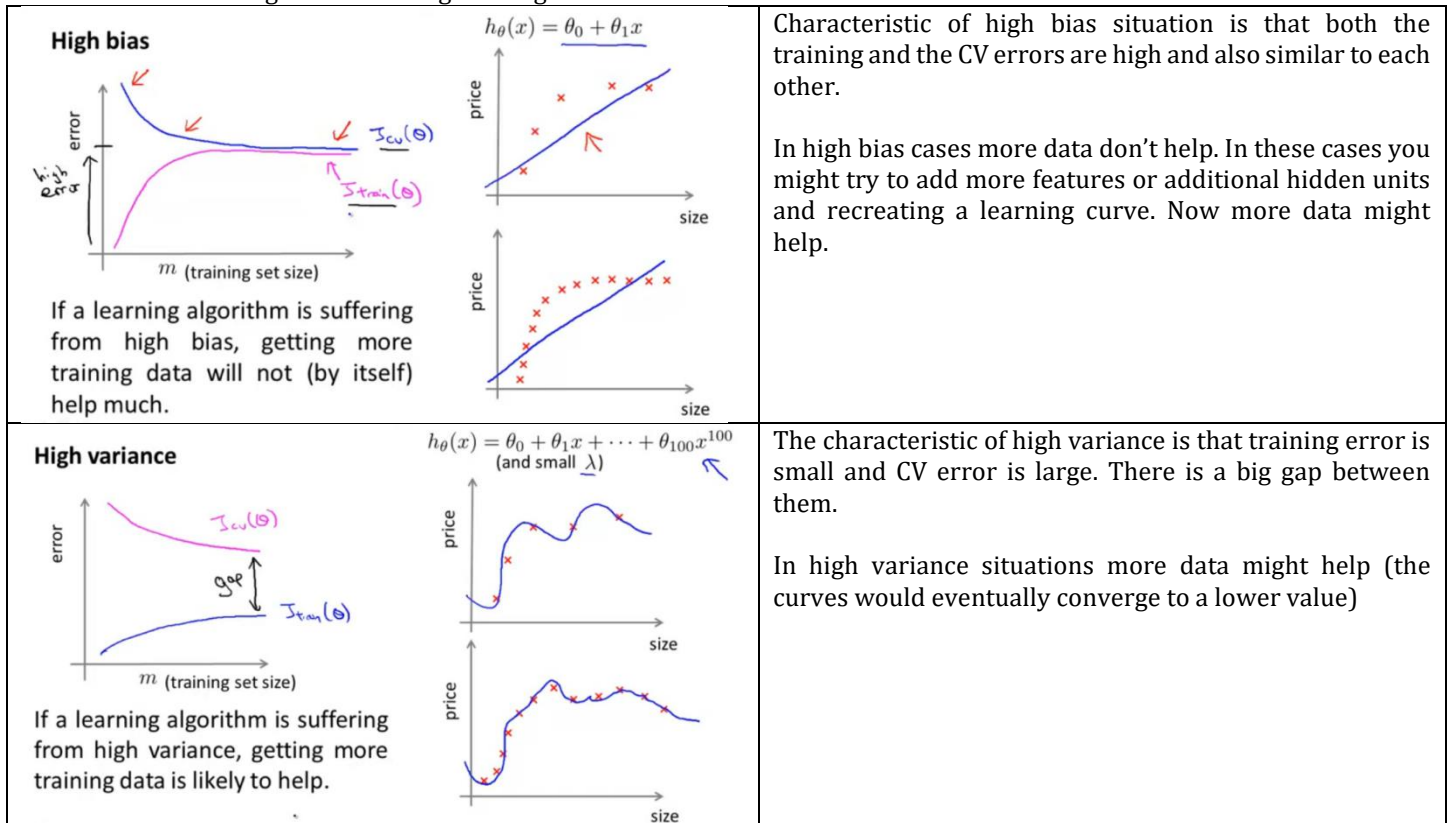 High bias
error
high error
J_cv(θ)
J_train(θ)
m (training set size)
If a learning algorithm is suffering
from high bias, getting more
training data will not (by itself)
help much.
h_θ(x) = θ₀ + θ₁x
price
size
price
size
Characteristic of high bias situation is that both the
training and the CV errors are high and also similar to each
other.
In high bias cases more data don’t help. In these cases you
might try to add more features or additional hidden units
and recreating a learning curve. Now more data might
help.
High variance
error
J_cv(θ)
gap
J_train(θ)
m (training set size)
If a learning algorithm is suffering
from high variance, getting more
training data is likely to help.
h_θ(x) = θ₀ + θ₁x + ⋯ + θ₁₀₀x¹⁰⁰
(and small λ)
price
size
price
size
The characteristic of high variance is that training error is
small and CV error is large. There is a big gap between
them.
In high variance situations more data might help (the
curves would eventually converge to a lower value)